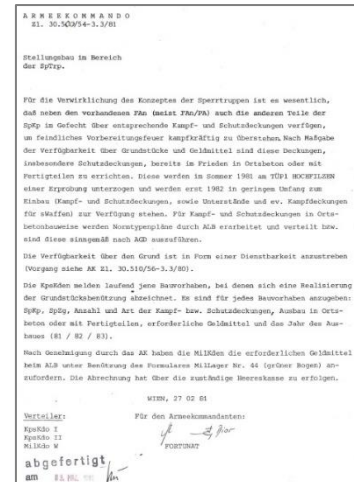 ARMEEKOMMANDO
Zl. 30.500/54-3.3/81
Stellungsbau im Bereich
der SpTrp.
Für die Verwirklichung des Konzeptes der Sperrtruppen ist es wesentlich,
daß neben den vorhandenen FAn (meist FAn/PA) auch die anderen Teile der
SpKp im Gefecht über entsprechende Kampf- und Schutzdeckungen verfügen,
um feindliches Vorbereitungsfeuer kampfkräftig zu überstehen. Nach Maßgabe
der Verfügbarkeit über Grundstücke und Geldmittel sind diese Deckungen,
insbesondere Schutzdeckungen, bereits im Frieden in Ortsbeton oder mit
Fertigteilen zu errichten. Diese werden im Sommer 1981 am TÜPl HOCHFILZEN
einer Erprobung unterzogen und werden erst 1982 in geringem Umfang zum
Einbau (Kampf- und Schutzdeckungen, sowie Unterstände und ev. Kampfdeckungen
für sWaffen) zur Verfügung stehen. Für Kampf- und Schutzdeckungen in Orts-
betonbauweise werden Normtypenpläne durch ALB erarbeitet und verteilt bzw.
sind diese sinngemäß nach AGD auszuführen.
Die Verfügbarkeit über den Grund ist in Form einer Dienstbarkeit anzustreben
(Vorgang siehe AK Zl. 30.510/56-3.3/80).
Die KpsKden melden laufend jene Bauvorhaben, bei denen sich eine Realisierung
der Grundstücksbenützung abzeichnet. Es sind für jedes Bauvorhaben anzugeben:
SpKp, SpZg, Anzahl und Art der Kampf- bzw. Schutzdeckungen, Ausbau in Orts-
beton oder mit Fertigteilen, erforderliche Geldmittel und das Jahr des Aus-
baues (81 / 82 / 83).
Nach Genehmigung durch das AK haben die MilKden die erforderlichen Geldmittel
beim ALB unter Benützung des Formulares MilLager Nr. 44 (grüner Bogen) an-
zufordern. Die Abrechnung hat über die zuständige Heereskasse zu erfolgen.
WIEN, 27 02 81
Verteiler:
Für den Armeekommandanten:
KpsKdo I
KpsKdo II
MilKdo W
FORTUNAT
abgefertigt
am